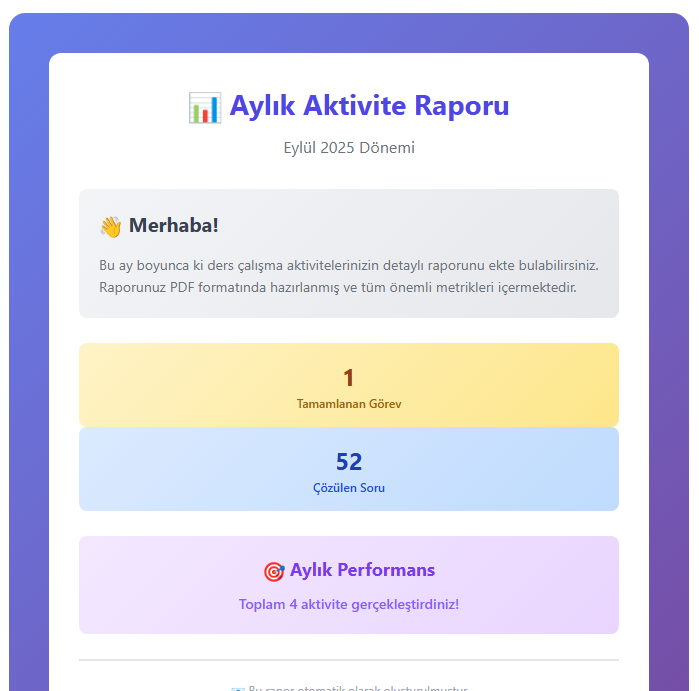 Aylık Aktivite Raporu
Eylül 2025 Dönemi
Merhaba!
Bu ay boyunca ki ders çalışma aktivitelerinizin detaylı raporunu ekte bulabilirsiniz.
Raporunuz PDF formatında hazırlanmış ve tüm önemli metrikleri içermektedir.
1
Tamamlanan Görev
52
Çözülen Soru
Aylık Performans
Toplam 4 aktivite gerçekleştirdiniz!
Bu rapor otomatik olarak oluşturulmuştur